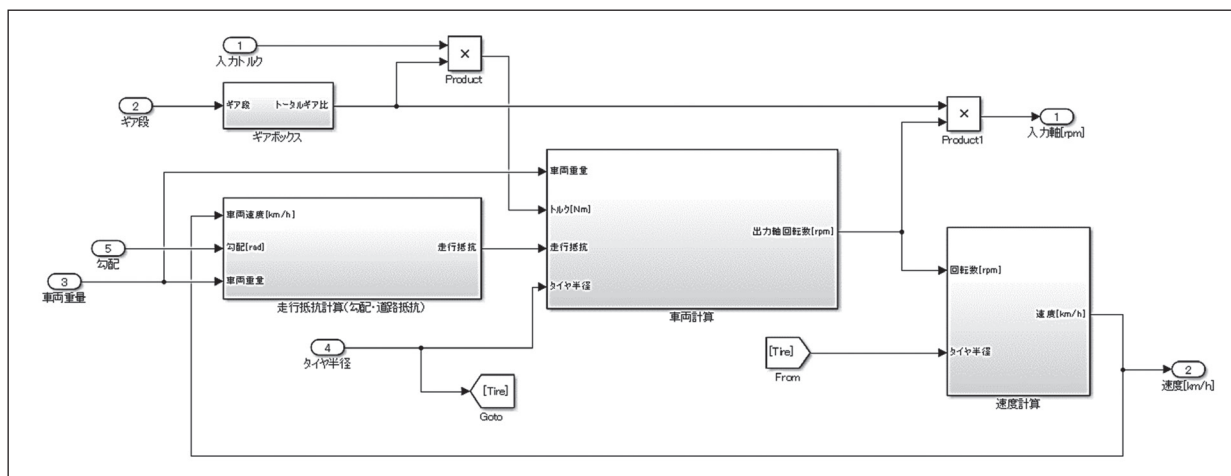 1
入力トルク
×
Product
2
ギア段
ギア段
トータルギア比
ギアボックス
×
Product1
1
入力軸[rpm]
車両速度[km/h]
勾配[rad]
車両重量
走行抵抗
走行抵抗計算(勾配・道路抵抗)
5
勾配
3
車両重量
車両重量
トルク[Nm]
走行抵抗
タイヤ半径
出力軸回転数[rpm]
車両計算
4
タイヤ半径
[Tire]
Goto
[Tire]
From
回転数[rpm]
タイヤ半径
速度[km/h]
速度計算
2
速度[km/h]